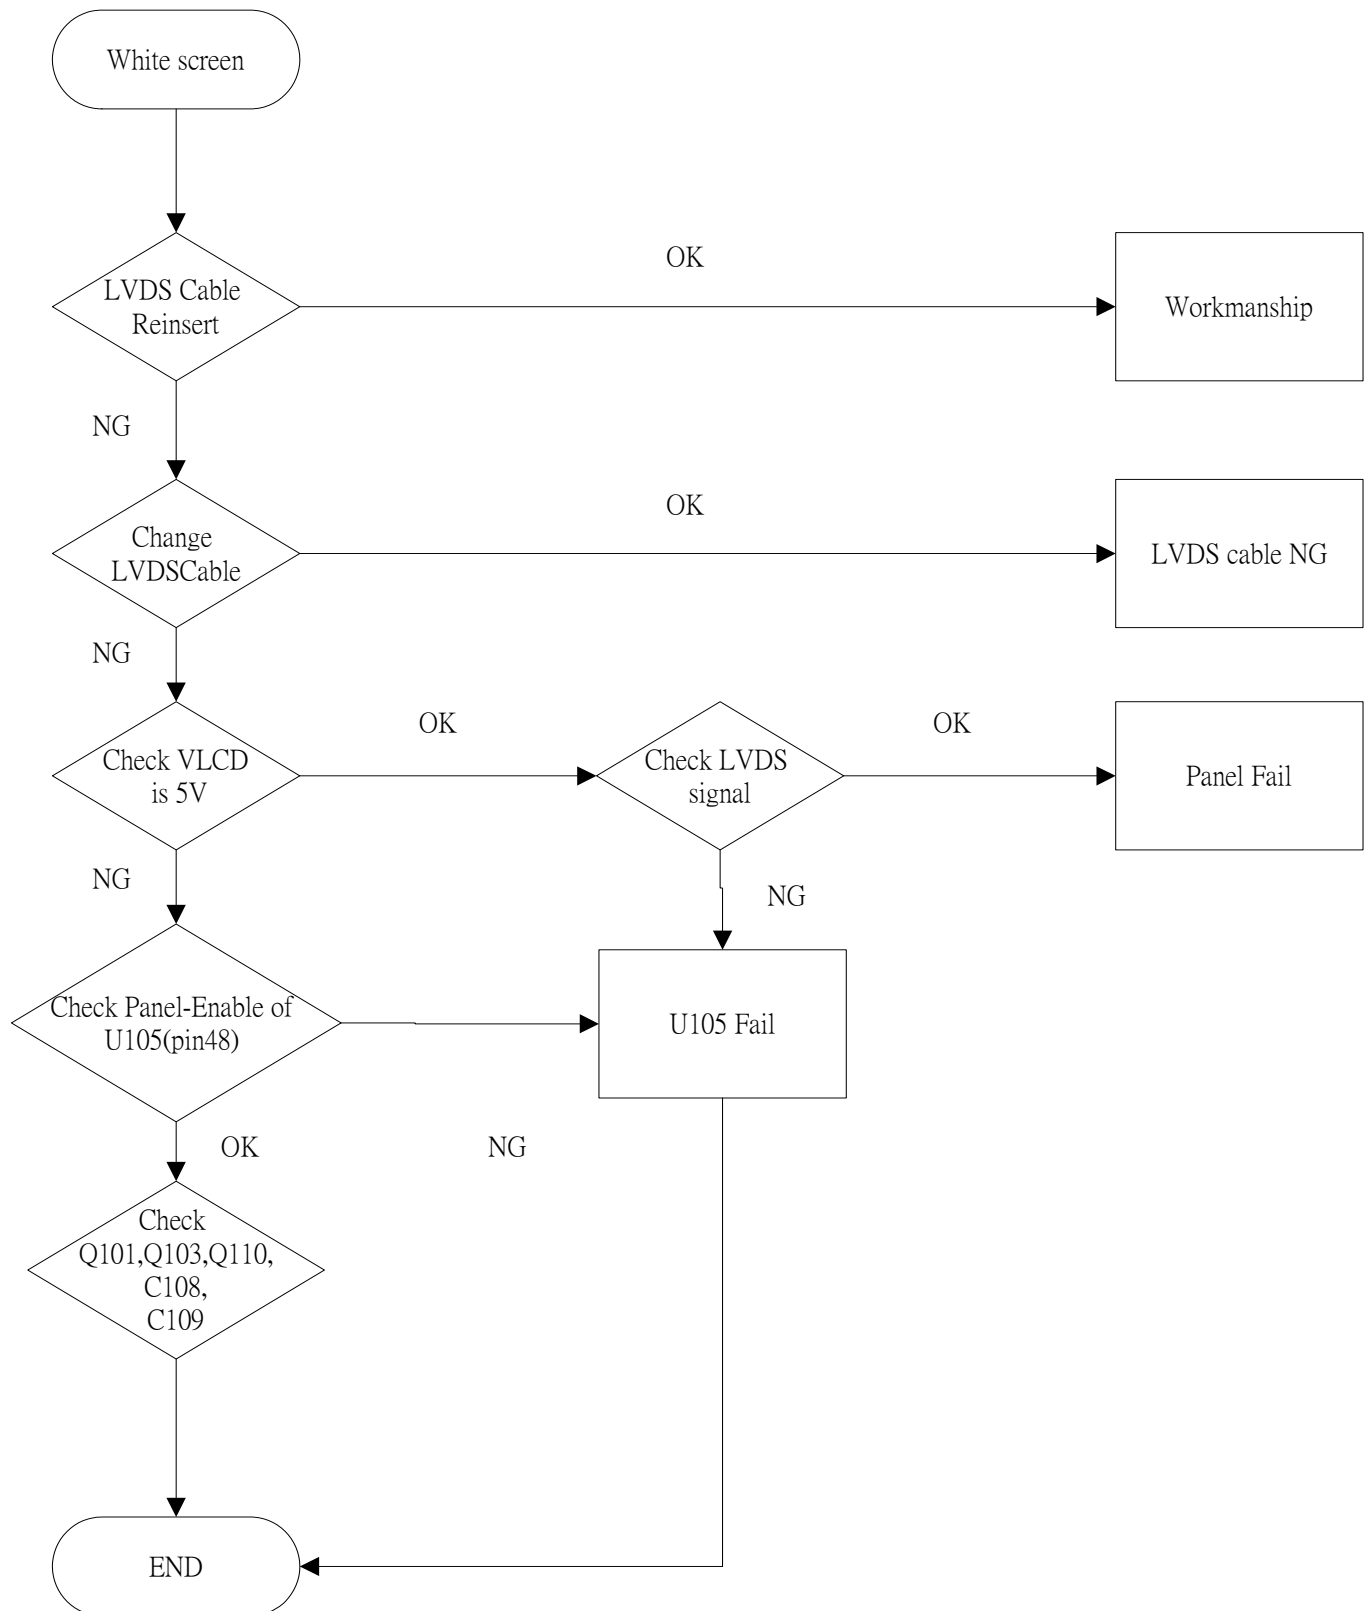 White screen
OK
LVDS Cable
Reinsert
Workmanship
NG
OK
Change
LVDSCable
LVDS cable NG
NG
OK
OK
Check VLCD
is 5V
Check LVDS
signal
Panel Fail
NG
NG
Check Panel-Enable of
U105(pin48)
U105 Fail
OK
NG
Check
Q101,Q103,Q110,
C108,
C109
END